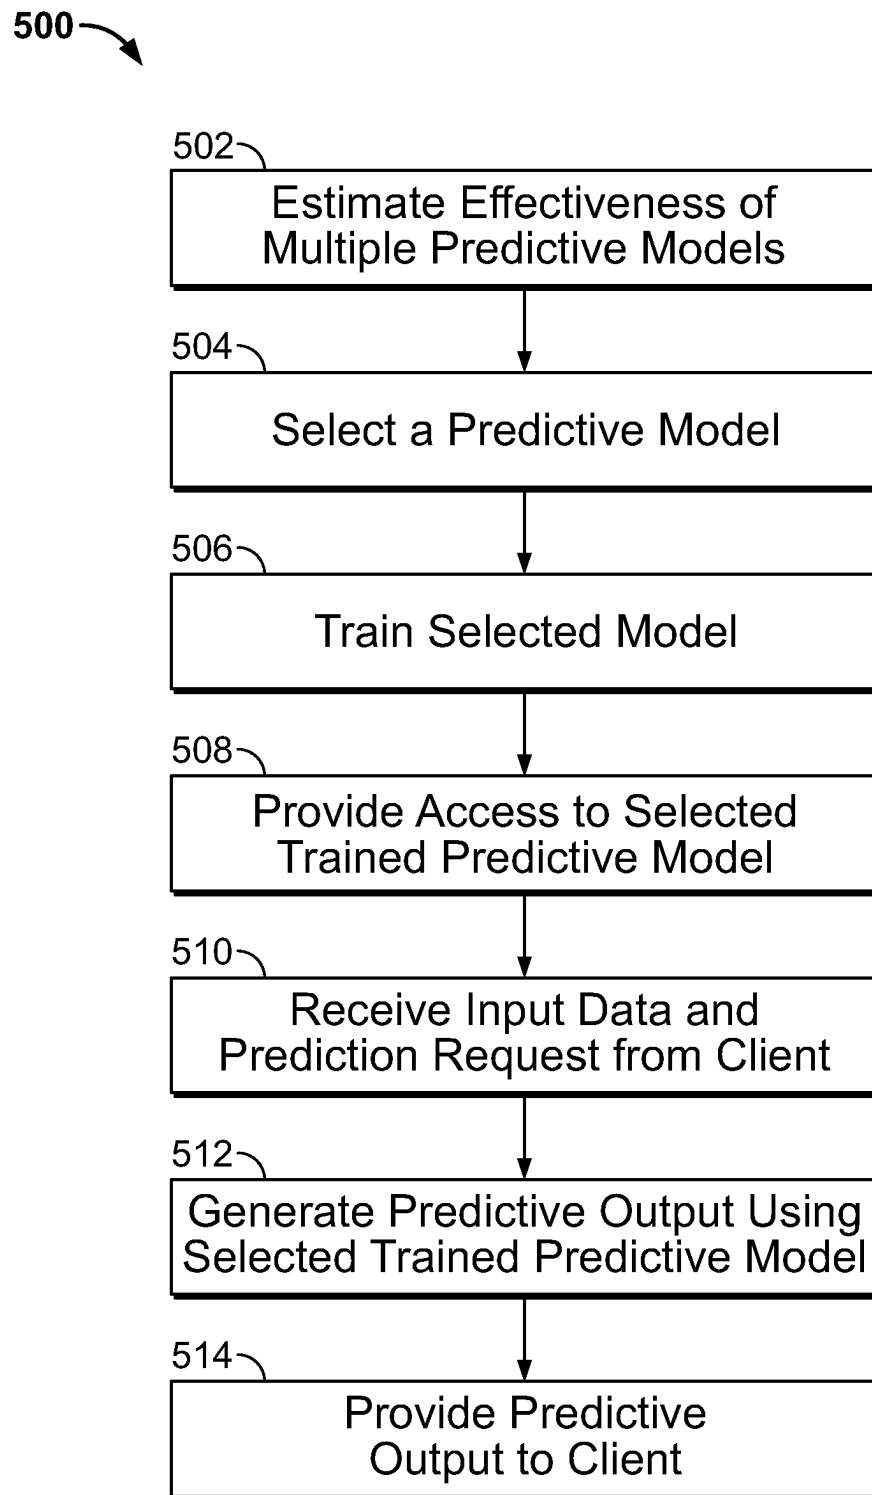 500
502
Estimate Effectiveness of
Multiple Predictive Models
504
Select a Predictive Model
506
Train Selected Model
508
Provide Access to Selected
Trained Predictive Model
510
Receive Input Data and
Prediction Request from Client
512
Generate Predictive Output Using
Selected Trained Predictive Model
514
Provide Predictive
Output to Client